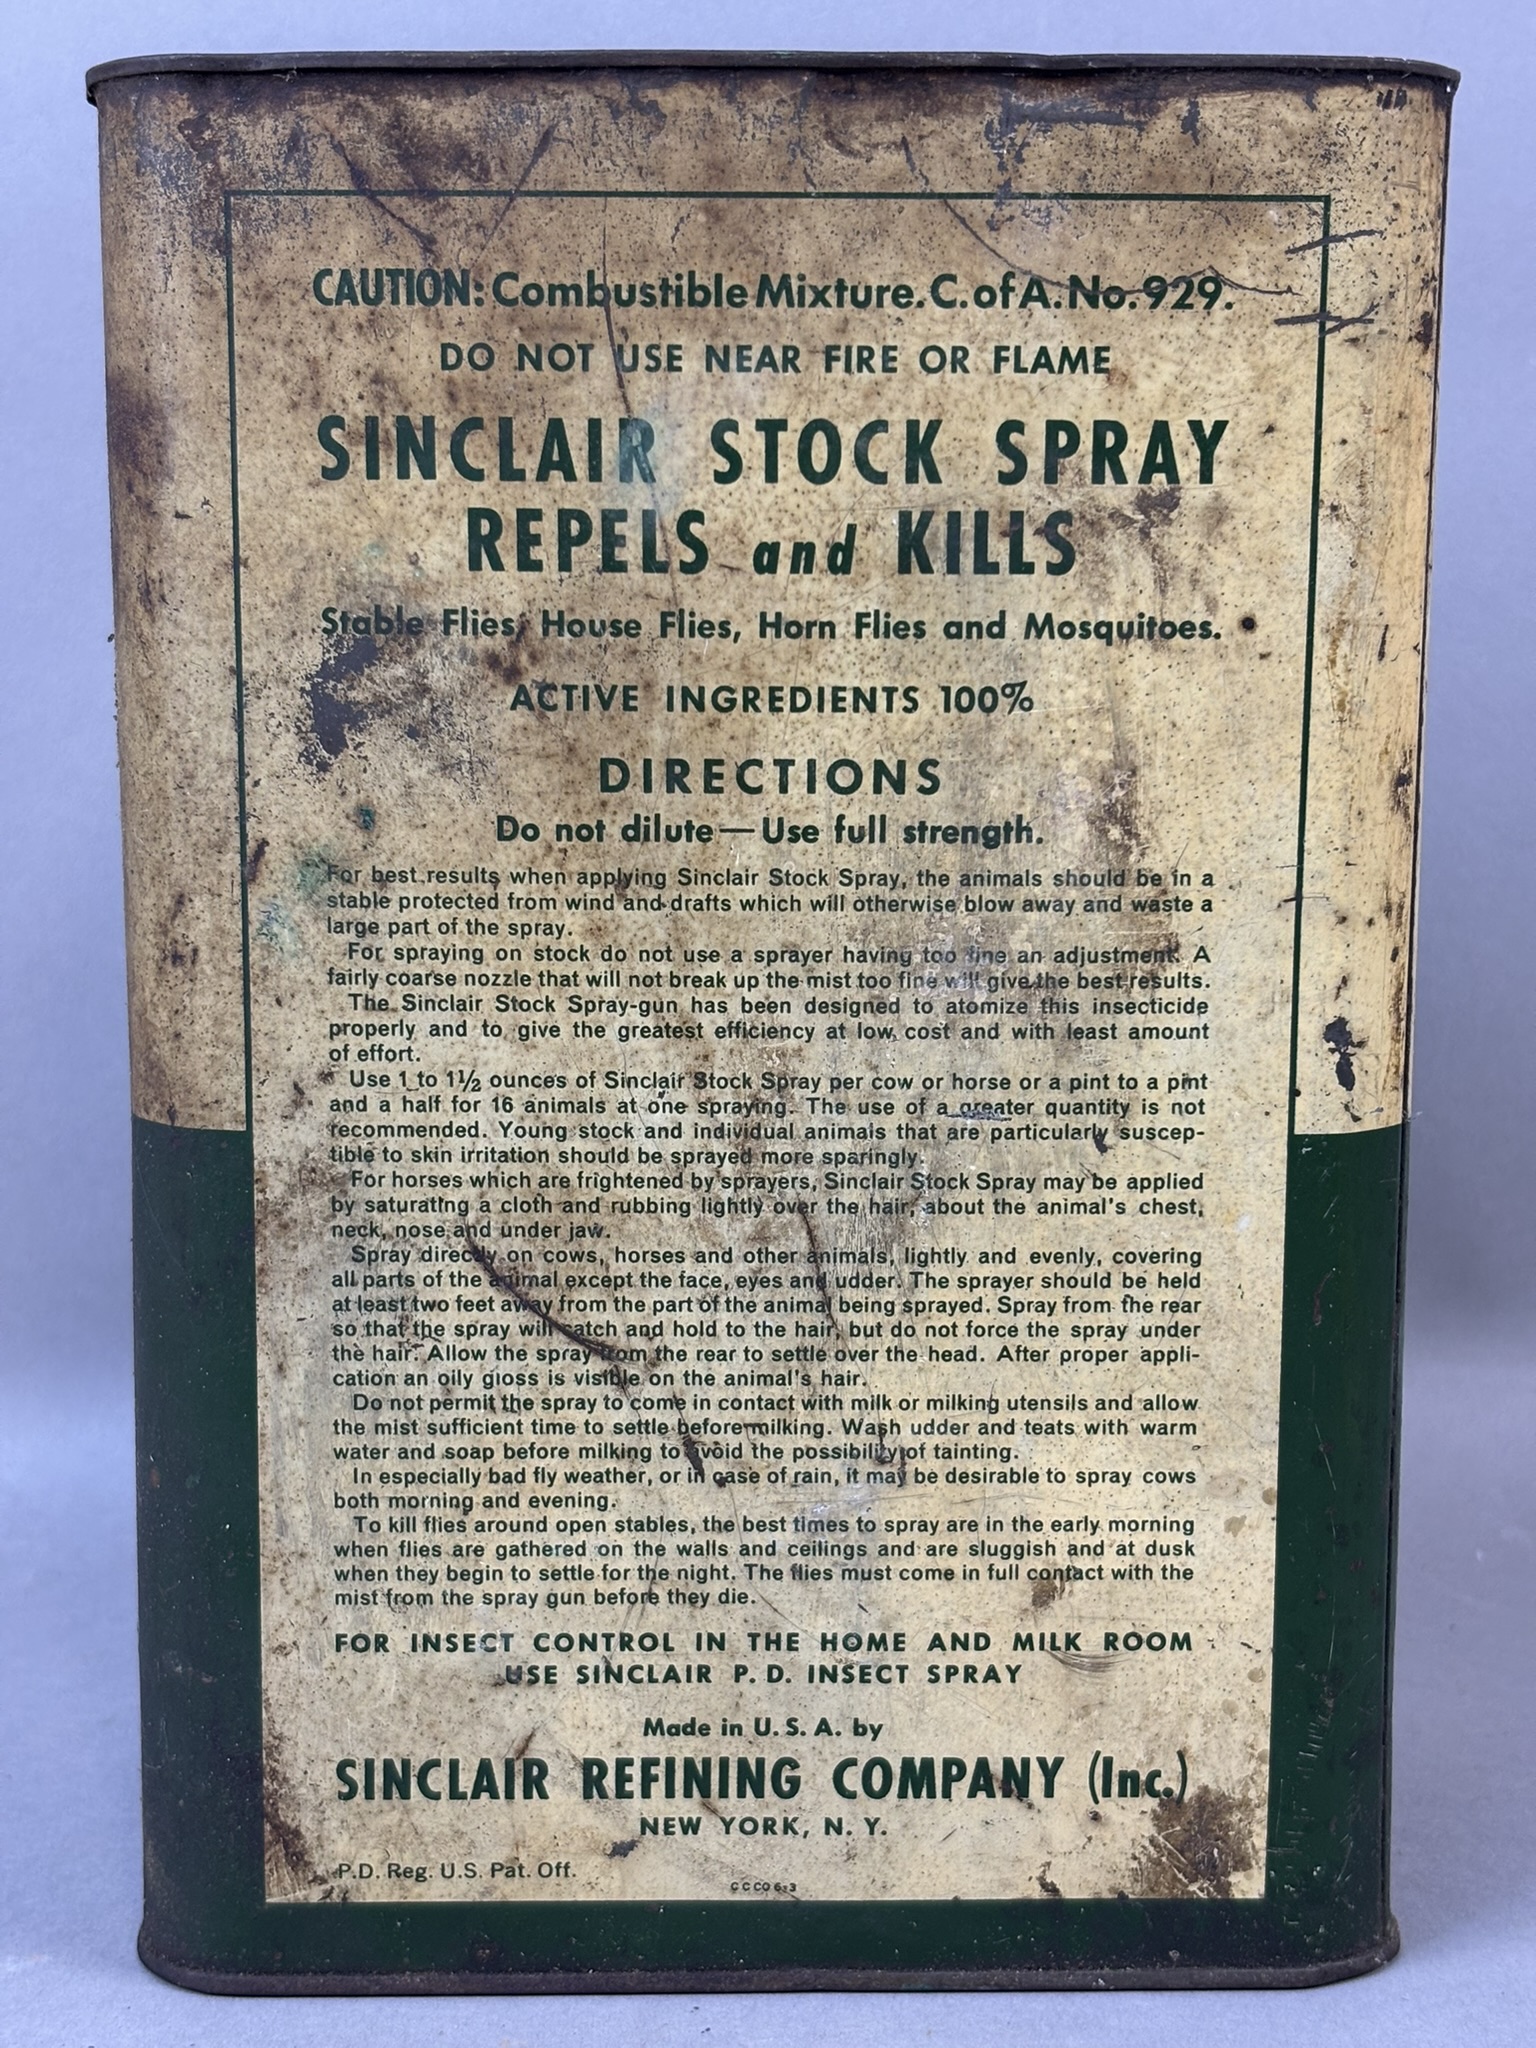 CAUTION: Combustible Mixture. C. of A. No. 929.
DO NOT USE NEAR FIRE OR FLAME
SINCLAIR STOCK SPRAY
REPELS and KILLS
Stable Flies, House Flies, Horn Flies and Mosquitoes.
ACTIVE INGREDIENTS 100%
DIRECTIONS
Do not dilute—Use full strength.
For best results when applying Sinclair Stock Spray, the animals should be in a
stable protected from wind and drafts which will otherwise blow away and waste a
large part of the spray.
For spraying on stock do not use a sprayer having too fine an adjustment. A
fairly coarse nozzle that will not break up the mist too fine will give the best results.
The Sinclair Stock Spray-gun has been designed to atomize this insecticide
properly and to give the greatest efficiency at low cost and with least amount
of effort.
Use 1 to 1½ ounces of Sinclair Stock Spray per cow or horse or a pint to a pint
and a half for 16 animals at one spraying. The use of a greater quantity is not
recommended. Young stock and individual animals that are particularly suscep-
tible to skin irritation should be sprayed more sparingly.
For horses which are frightened by sprayers, Sinclair Stock Spray may be applied
by saturating a cloth and rubbing lightly over the hair, about the animal's chest,
neck, nose and under jaw.
Spray directly on cows, horses and other animals, lightly and evenly, covering
all parts of the animal except the face, eyes and udder. The sprayer should be held
at least two feet away from the part of the animal being sprayed. Spray from the rear
so that the spray will catch and hold to the hair, but do not force the spray under
the hair. Allow the spray from the rear to settle over the head. After proper appli-
cation an oily gloss is visible on the animal's hair.
Do not permit the spray to come in contact with milk or milking utensils and allow
the mist sufficient time to settle before milking. Wash udder and teats with warm
water and soap before milking to avoid the possibility of tainting.
In especially bad fly weather, or in case of rain, it may be desirable to spray cows
both morning and evening.
To kill flies around open stables, the best times to spray are in the early morning
when flies are gathered on the walls and ceilings and are sluggish and at dusk
when they begin to settle for the night. The flies must come in full contact with the
mist from the spray gun before they die.
FOR INSECT CONTROL IN THE HOME AND MILK ROOM
USE SINCLAIR P. D. INSECT SPRAY
Made in U. S. A. by
SINCLAIR REFINING COMPANY (Inc.)
NEW YORK, N. Y.
P.D. Reg. U.S. Pat. Off.
C C CO 6-3